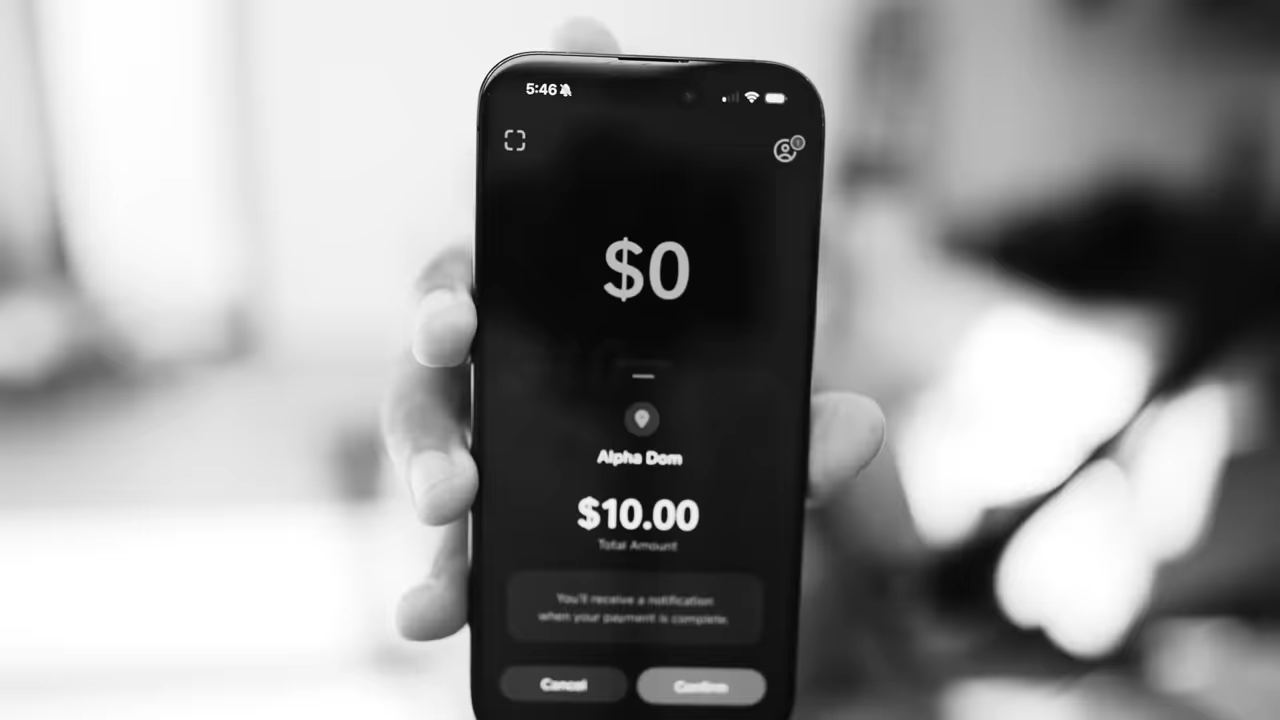 5:46
$0
Alpha Dom
$10.00
Total Amount
You'll receive a notification
when your payment is complete.
Cancel
Confirm